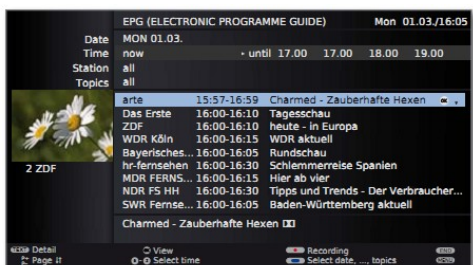 EPG (ELECTRONIC PROGRAMME GUIDE) Mon 01.03./16:05
Date MON 01.03.
Time now • until 17.00 17.00 18.00 19.00
Station all
Topics all
arte 15:57-16:59 Charmed - Zauberhafte Hexen OK
Das Erste 16:00-16:10 Tagesschau
ZDF 16:00-16:10 heute - in Europa
WDR Köln 16:00-16:15 WDR aktuell
Bayerisches... 16:00-16:05 Rundschau
hr-fernsehen 16:00-16:30 Schlemmerreise Spanien
MDR FERNS... 16:00-16:15 Hier ab vier
NDR FS HH 16:00-16:30 Tipps und Trends - Der Verbraucher...
SWR Fernse... 16:00-16:05 Baden-Württemberg aktuell
2 ZDF
Charmed - Zauberhafte Hexen
Detail View Recording END
Page Select time Select date, ..., topics MENU